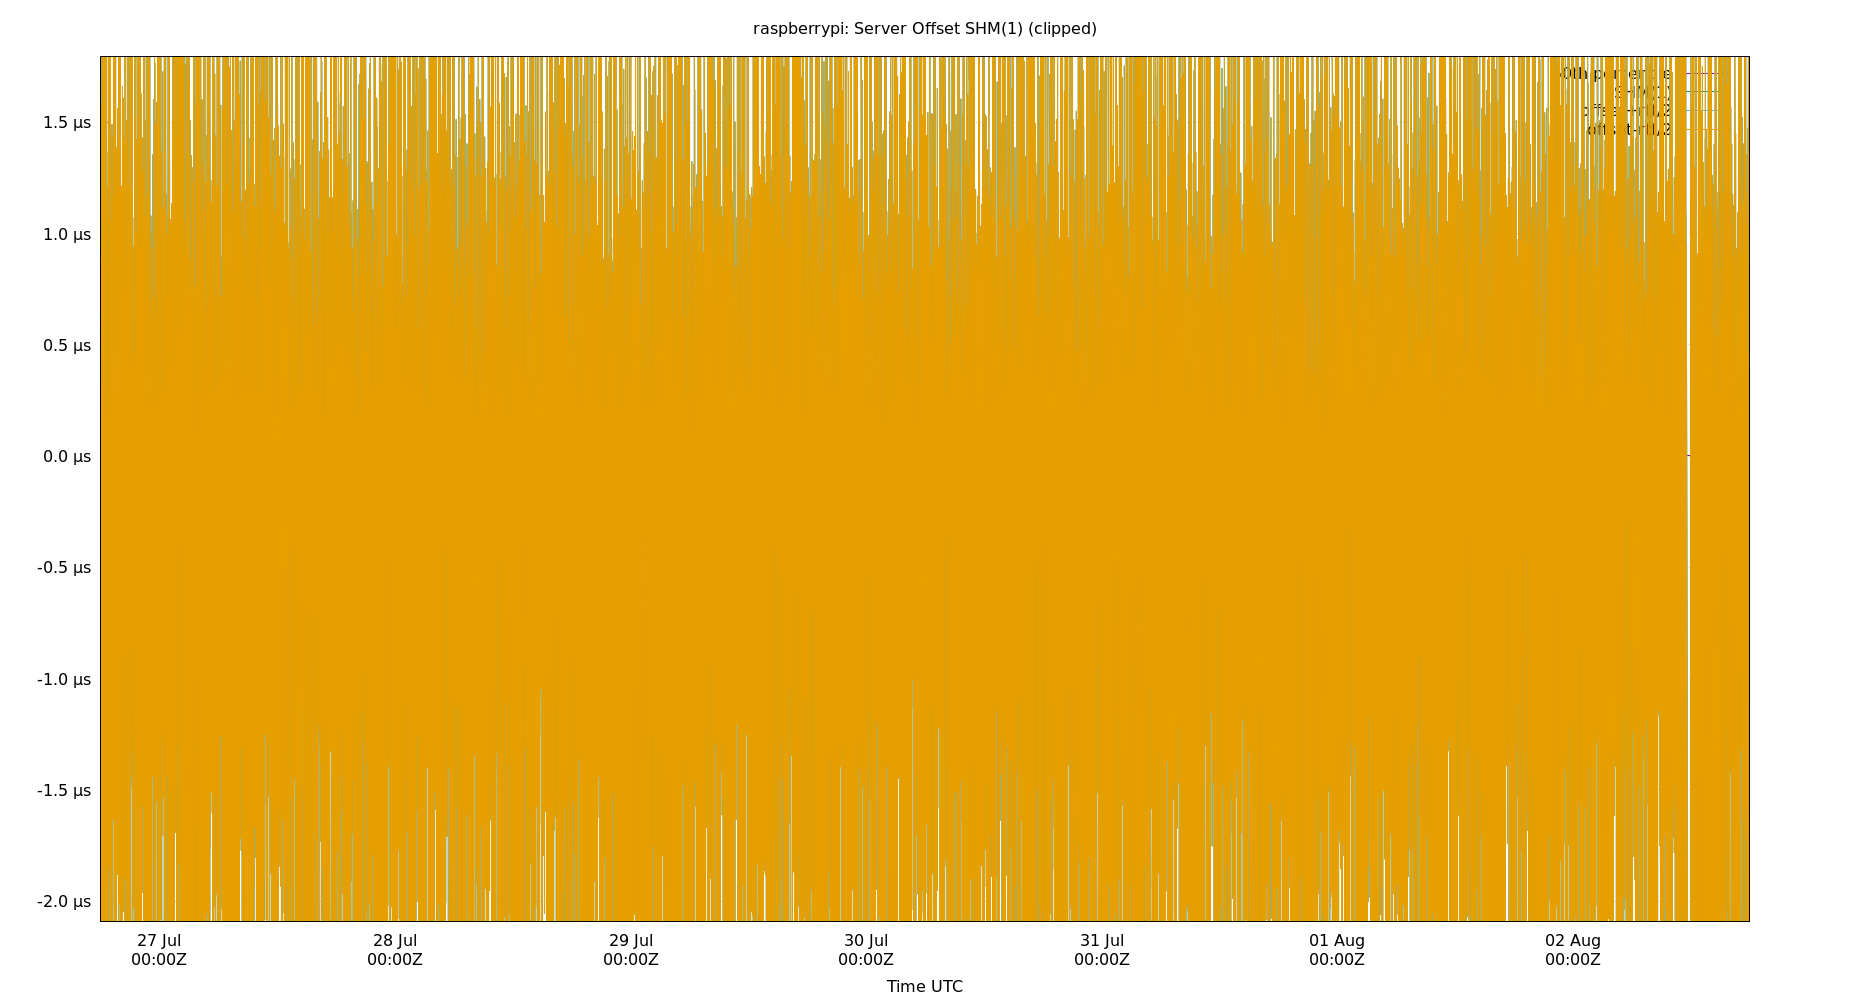 raspberrypi: Server Offset SHM(1) (clipped)
1.5 µs
1.0 µs
0.5 µs
0.0 µs
-0.5 µs
-1.0 µs
-1.5 µs
-2.0 µs
27 Jul 28 Jul 29 Jul 30 Jul 31 Jul 01 Aug 02 Aug
00:00Z 00:00Z 00:00Z 00:00Z 00:00Z 00:00Z 00:00Z
Time UTC